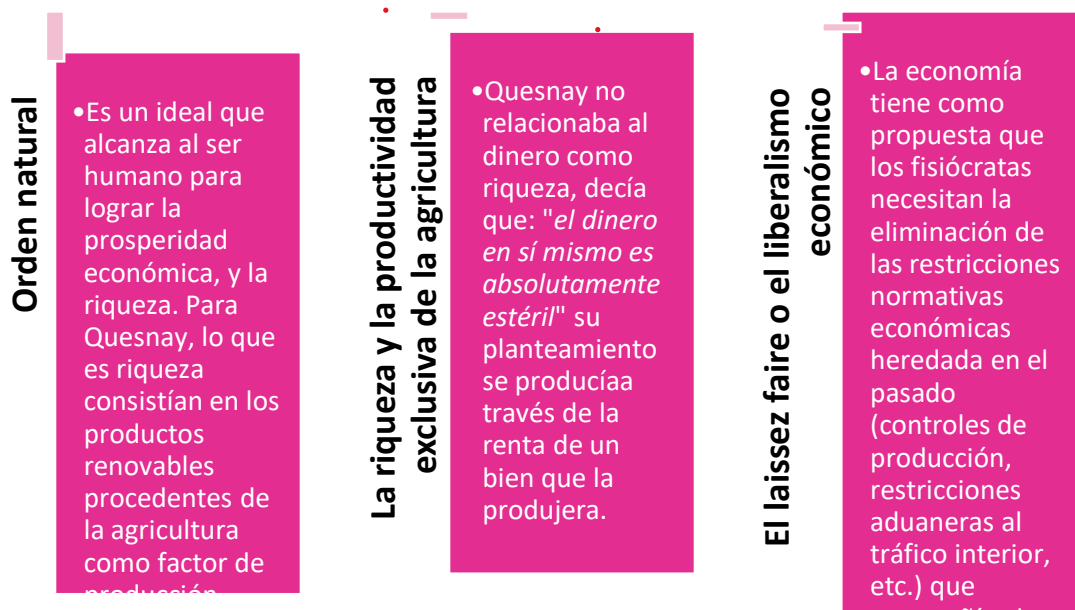 Orden natural
•Es un ideal que
alcanza al ser
humano para
lograr la
prosperidad
económica, y la
riqueza. Para
Quesnay, lo que
es riqueza
consistían en los
productos
renovables
procedentes de
la agricultura
como factor de
producción
La riqueza y la productividad
exclusiva de la agricultura
•Quesnay no
relacionaba al
dinero como
riqueza, decía
que: "el dinero
en sí mismo es
absolutamente
estéril" su
planteamiento
se producíaa
través de la
renta de un
bien que la
produjera.
El laissez faire o el liberalismo
económico
•La economía
tiene como
propuesta que
los fisiócratas
necesitan la
eliminación de
las restricciones
normativas
económicas
heredada en el
pasado
(controles de
producción,
restricciones
aduaneras al
tráfico interior,
etc.) que